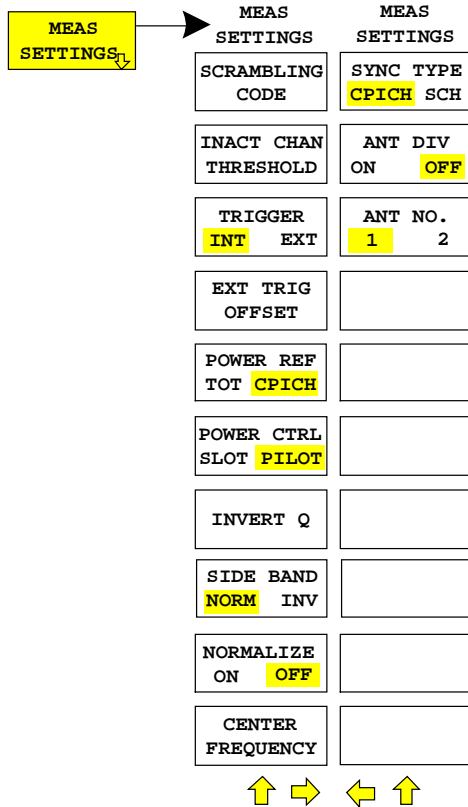 MEAS
SETTINGS
MEAS
SETTINGS
SCRAMBLING
CODE
INACT CHAN
THRESHOLD
TRIGGER
INT EXT
EXT TRIG
OFFSET
POWER REF
TOT CPICH
POWER CTRL
SLOT PILOT
INVERT Q
SIDE BAND
NORM INV
NORMALIZE
ON OFF
CENTER
FREQUENCY
MEAS
SETTINGS
SYNC TYPE
CPICH SCH
ANT DIV
ON OFF
ANT NO.
1 2